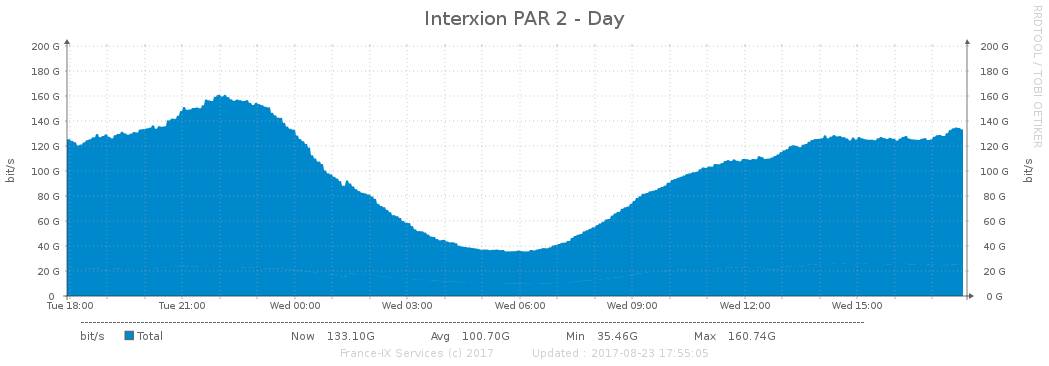 Interxion PAR 2 - Day
RRDTOOL / TOBI OETIKER
bit/s
200 G 200 G
180 G 180 G
160 G 160 G
140 G 140 G
120 G 120 G
100 G 100 G
80 G 80 G
60 G 60 G
40 G 40 G
20 G 20 G
0 0 G
bit/s
Tue 18:00 Tue 21:00 Wed 00:00 Wed 03:00 Wed 06:00 Wed 09:00 Wed 12:00 Wed 15:00
bit/s Total Now 133.10G Avg 100.70G Min 35.46G Max 160.74G
France-IX Services (c) 2017 Updated : 2017-08-23 17:55:05